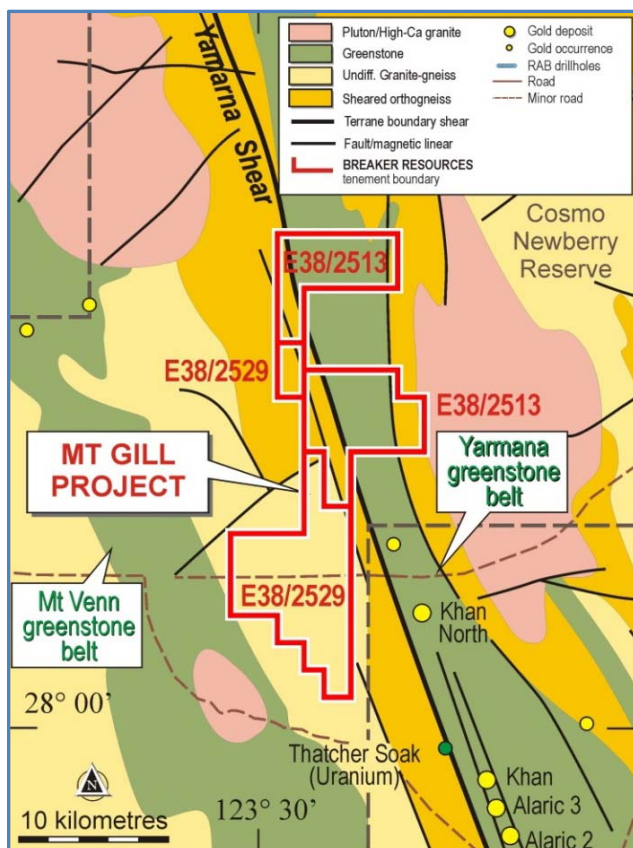 Pluton/High-Ca granite
Greenstone
Undiff. Granite-gneiss
Sheared orthogneiss
Terrane boundary shear
Fault/magnetic linear
BREAKER RESOURCES
tenement boundary
Gold deposit
Gold occurrence
RAB drillholes
Road
Minor road
Yamarna Shear
Cosmo
Newberry
Reserve
E38/2513
E38/2529
E38/2513
MT GILL
PROJECT
Yarmana
greenstone
belt
Mt Venn
greenstone
belt
E38/2529
Khan
North
28° 00'
Thatcher Soak
(Uranium)
Khan
Alaric 3
Alaric 2
N
123° 30'
10 kilometres